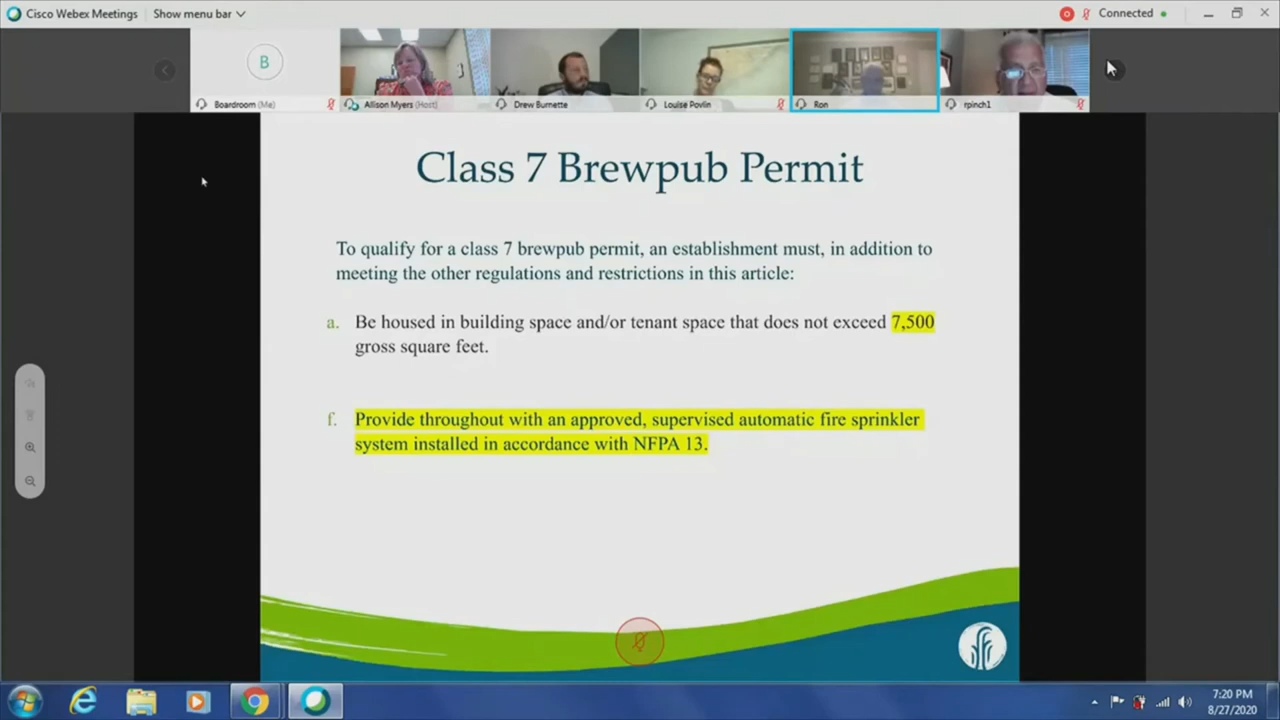 Cisco Webex Meetings Show menu bar Connected
B
Boardroom (Me) Allison Myers (Host) Drew Burnette Louise Povlin Ron rpinch1
Class 7 Brewpub Permit
To qualify for a class 7 brewpub permit, an establishment must, in addition to
meeting the other regulations and restrictions in this article:
a. Be housed in building space and/or tenant space that does not exceed 7,500
gross square feet.
f. Provide throughout with an approved, supervised automatic fire sprinkler
system installed in accordance with NFPA 13.
7:20 PM
8/27/2020